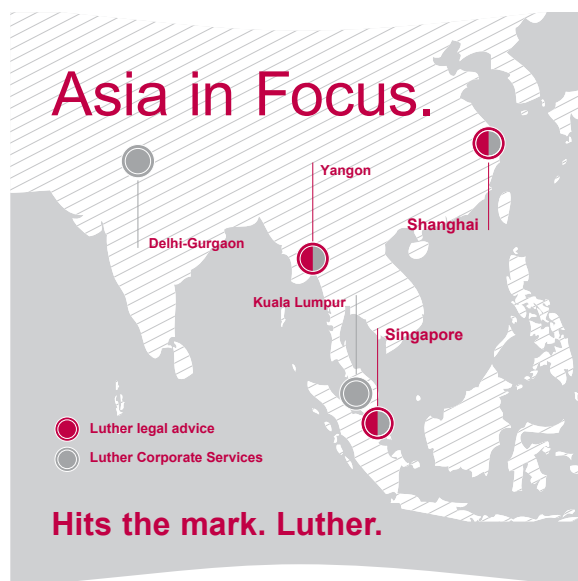 Asia in Focus.
Yangon
Shanghai
Delhi-Gurgaon
Kuala Lumpur
Singapore
Luther legal advice
Luther Corporate Services
Hits the mark. Luther.